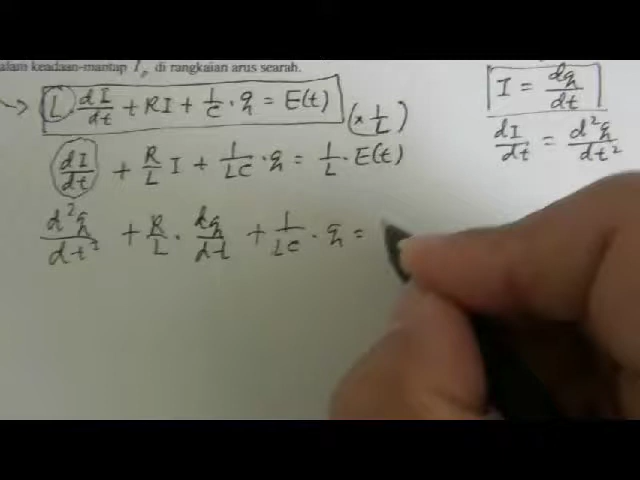 alam keadaan-mantap I_p, di rangkaian arus searah.
L dI/dt + RI + 1/C · q = E(t) (× 1/L)
dI/dt + R/L I + 1/LC · q = 1/L · E(t)
d²q/dt² + R/L · dq/dt + 1/LC · q =
I = dq/dt
dI/dt = d²q/dt²